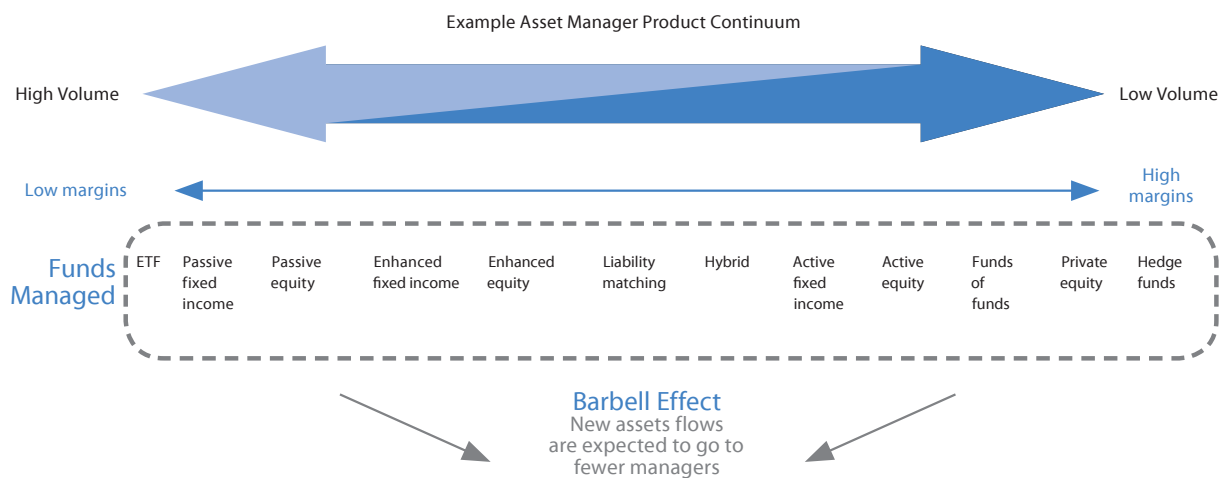 Example Asset Manager Product Continuum
High Volume
Low Volume
Low margins
High
margins
Funds
Managed
ETF
Passive
fixed
income
Passive
equity
Enhanced
fixed income
Enhanced
equity
Liability
matching
Hybrid
Active
fixed
income
Active
equity
Funds
of
funds
Private
equity
Hedge
funds
Barbell Effect
New assets flows
are expected to go to
fewer managers